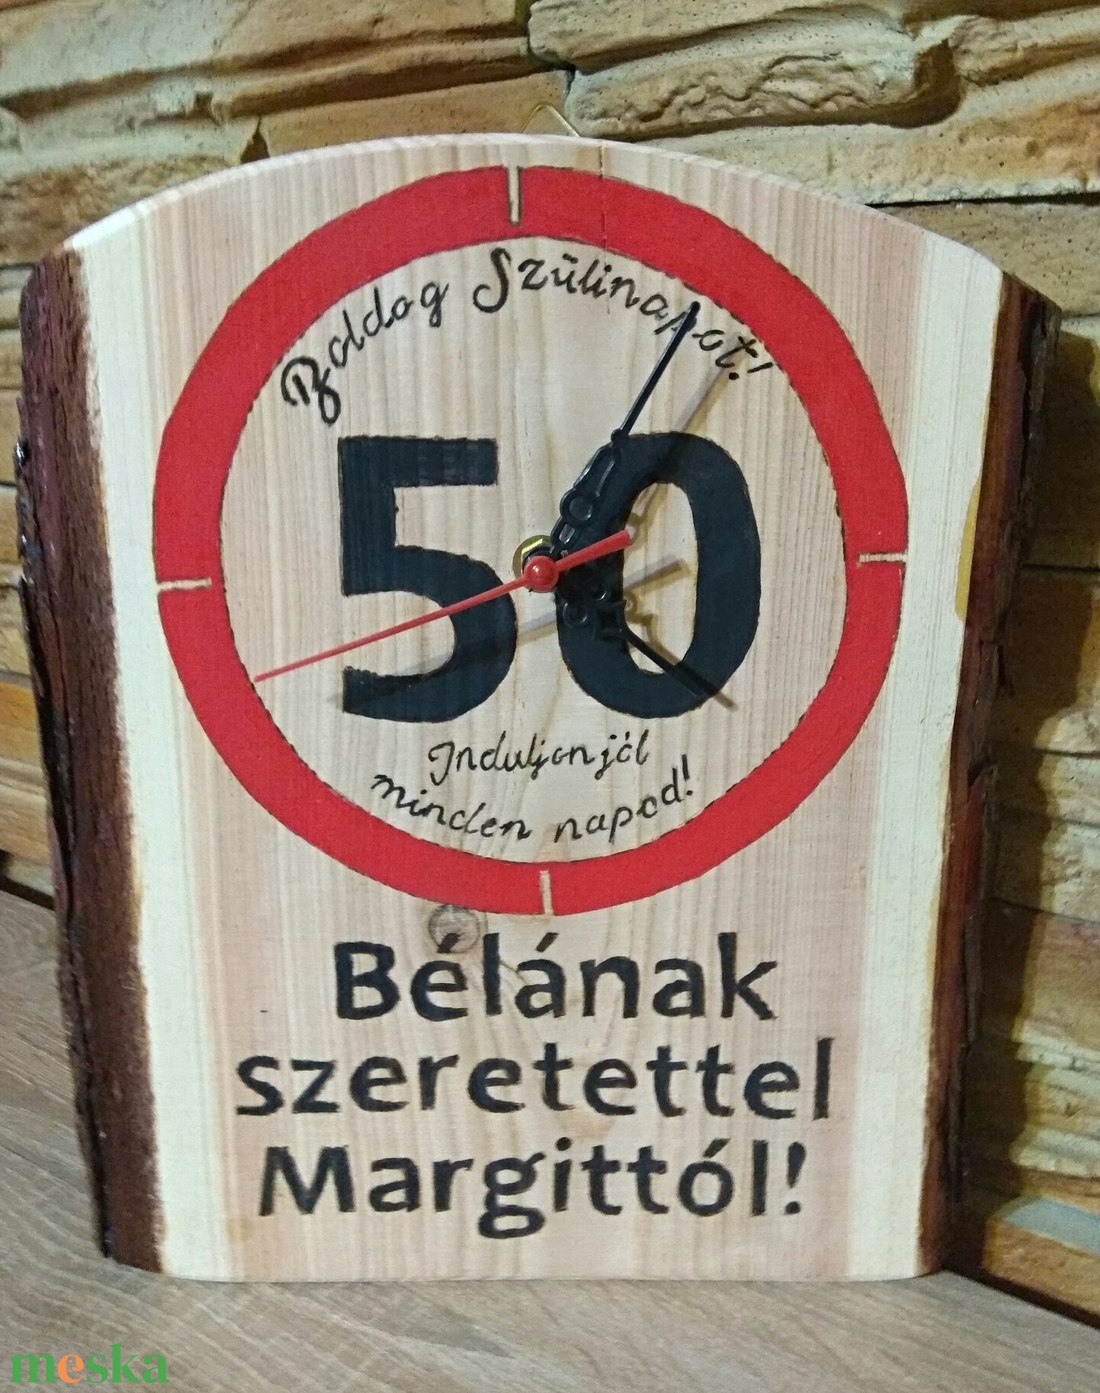 Boldog Szülinapot!
50
Induljon jól
minden napod!
Bélának
szeretettel
Margittól!
meska